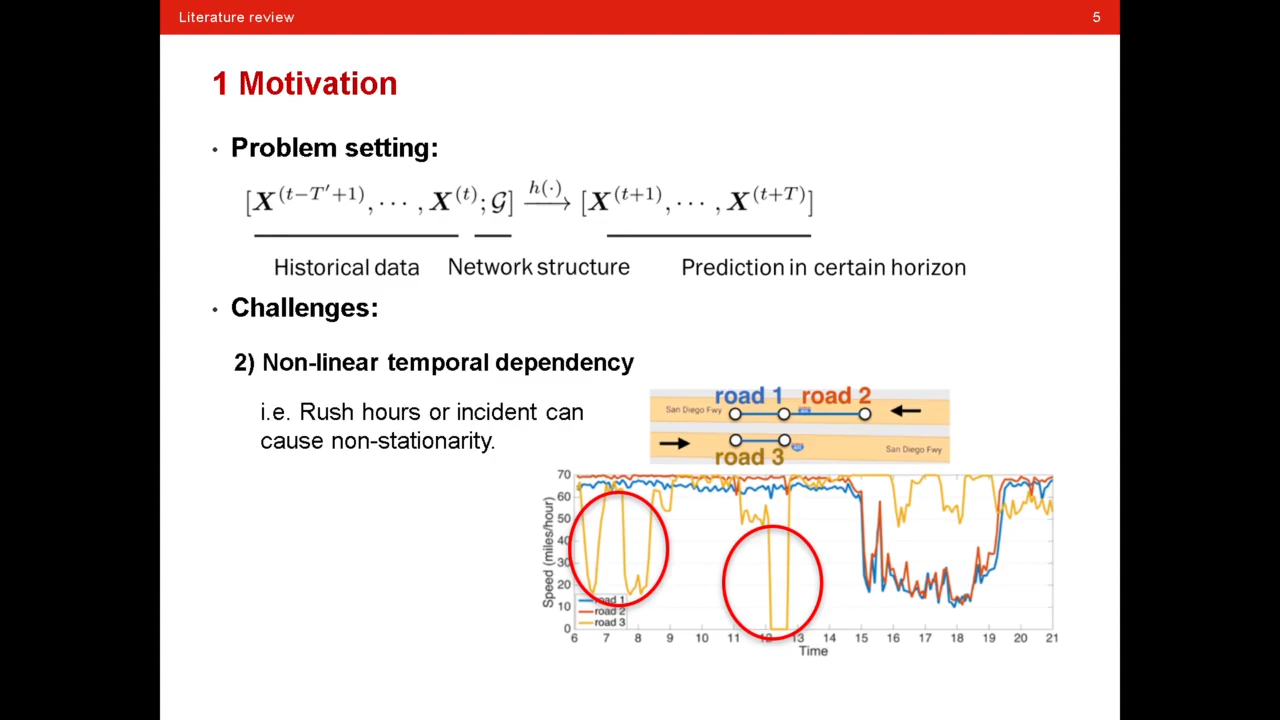 Literature review 5
1 Motivation
• Problem setting:
[X^{(t−T′+1)}, ⋯ , X^{(t)}; 𝒢] \xrightarrow{h(·)} [X^{(t+1)}, ⋯ , X^{(t+T)}]
Historical data Network structure Prediction in certain horizon
• Challenges:
2) Non-linear temporal dependency
i.e. Rush hours or incident can
cause non-stationarity.
road 1 road 2
San Diego Fwy
San Diego Fwy
road 3
Speed (miles/hour)
70
60
50
40
30
20
10
0
road 1
road 2
road 3
6 7 8 9 10 11 12 13 14 15 16 17 18 19 20 21
Time